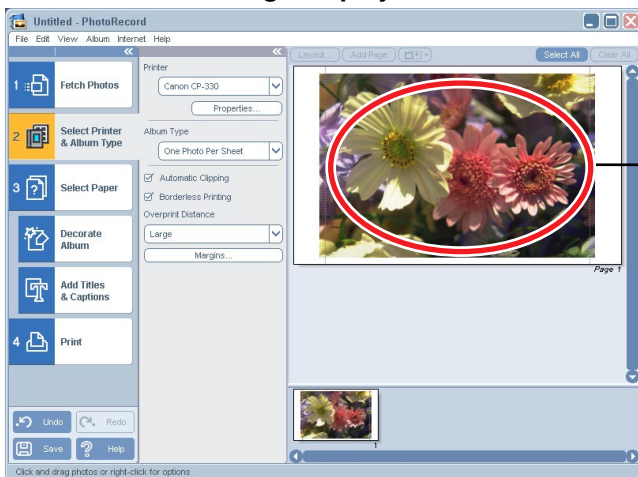 Untitled - PhotoRecord
File Edit View Album Internet Help
1 Fetch Photos
2 Select Printer
& Album Type
3 Select Paper
Decorate
Album
Add Titles
& Captions
4 Print
Undo Redo
Save Help
Printer
Canon CP-330
Properties...
Album Type
One Photo Per Sheet
Automatic Clipping
Borderless Printing
Overprint Distance
Large
Margins...
Layout... Add Page Select All Clear All
Page 1
1
Click and drag photos or right-click for options